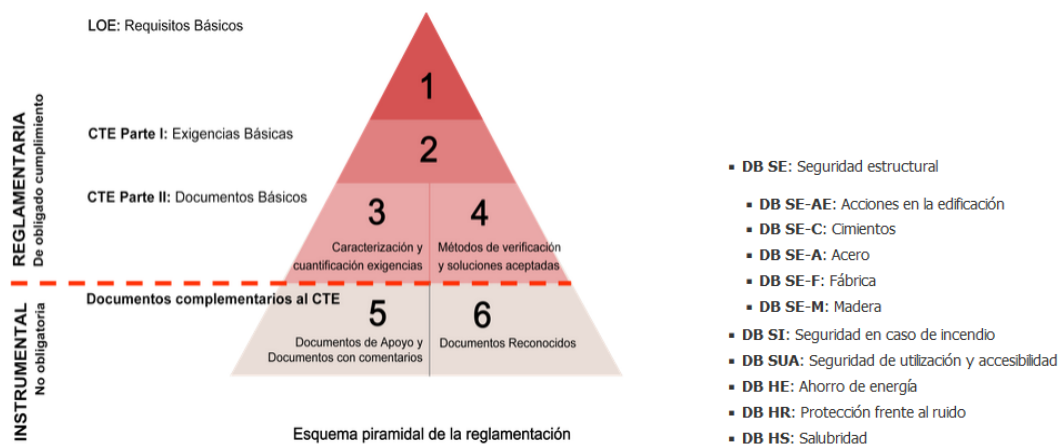 LOE: Requisitos Básicos
1
CTE Parte I: Exigencias Básicas
2
CTE Parte II: Documentos Básicos
3
Caracterización y
cuantificación exigencias
4
Métodos de verificación
y soluciones aceptadas
REGLAMENTARIA
De obligado cumplimiento
Documentos complementarios al CTE
5
Documentos de Apoyo y
Documentos con comentarios
6
Documentos Reconocidos
INSTRUMENTAL
No obligatoria
Esquema piramidal de la reglamentación
▪ DB SE: Seguridad estructural
▪ DB SE-AE: Acciones en la edificación
▪ DB SE-C: Cimientos
▪ DB SE-A: Acero
▪ DB SE-F: Fábrica
▪ DB SE-M: Madera
▪ DB SI: Seguridad en caso de incendio
▪ DB SUA: Seguridad de utilización y accesibilidad
▪ DB HE: Ahorro de energía
▪ DB HR: Protección frente al ruido
▪ DB HS: Salubridad